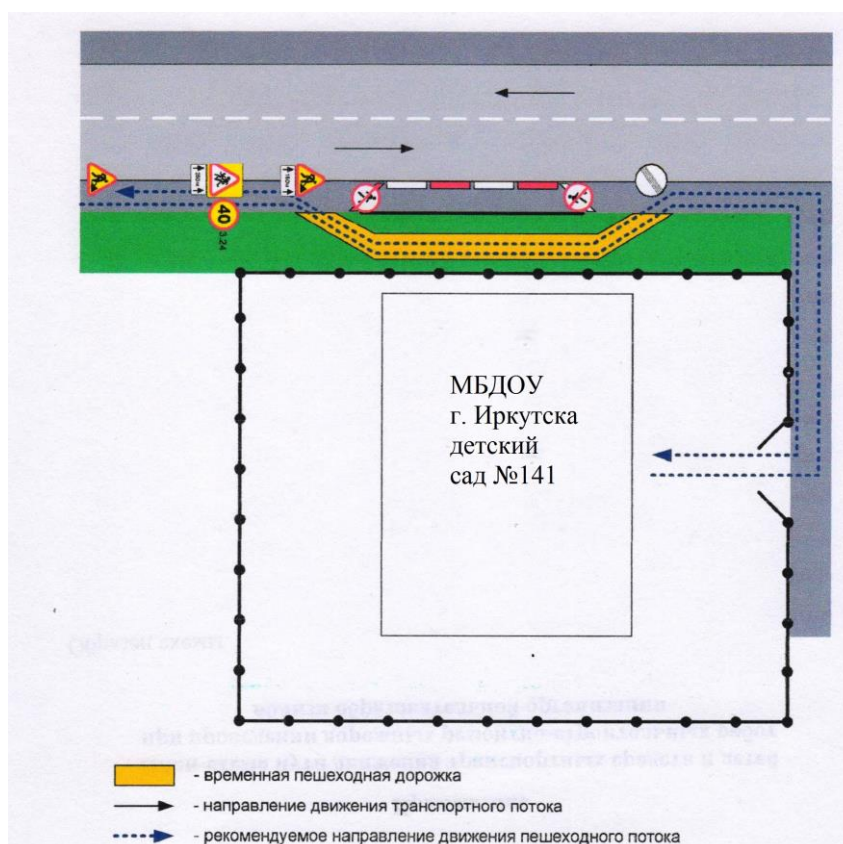 40
3.24
МБДОУ
г. Иркутска
детский
сад №141
- временная пешеходная дорожка
- направление движения транспортного потока
- рекомендуемое направление движения пешеходного потока